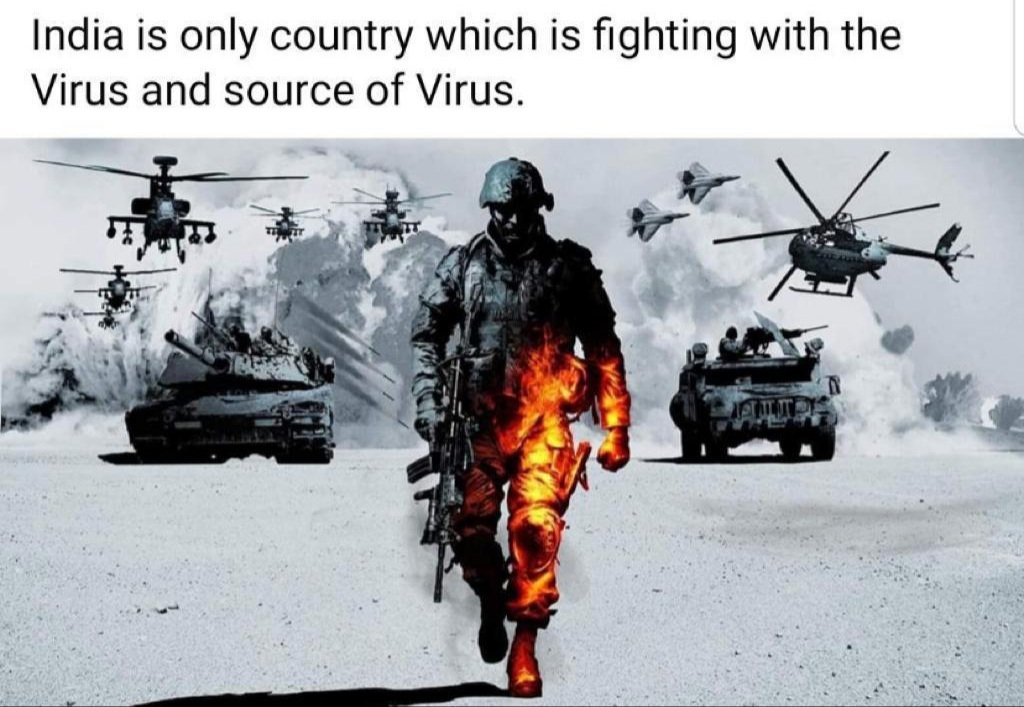 India is only country which is fighting with the
Virus and source of Virus.